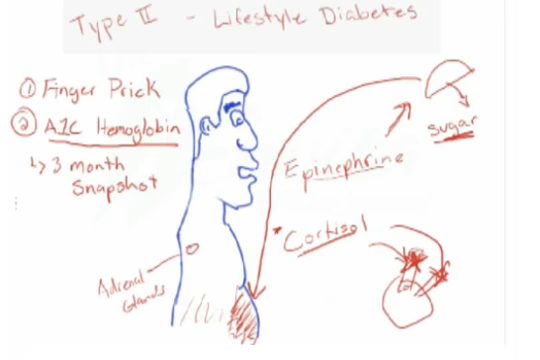 Type II - Lifestyle Diabetes
① Finger Prick
② A1C Hemoglobin
↳ 3 month
Snapshot
Adrenal
Glands
sugar
Epinephrine
* Cortisol